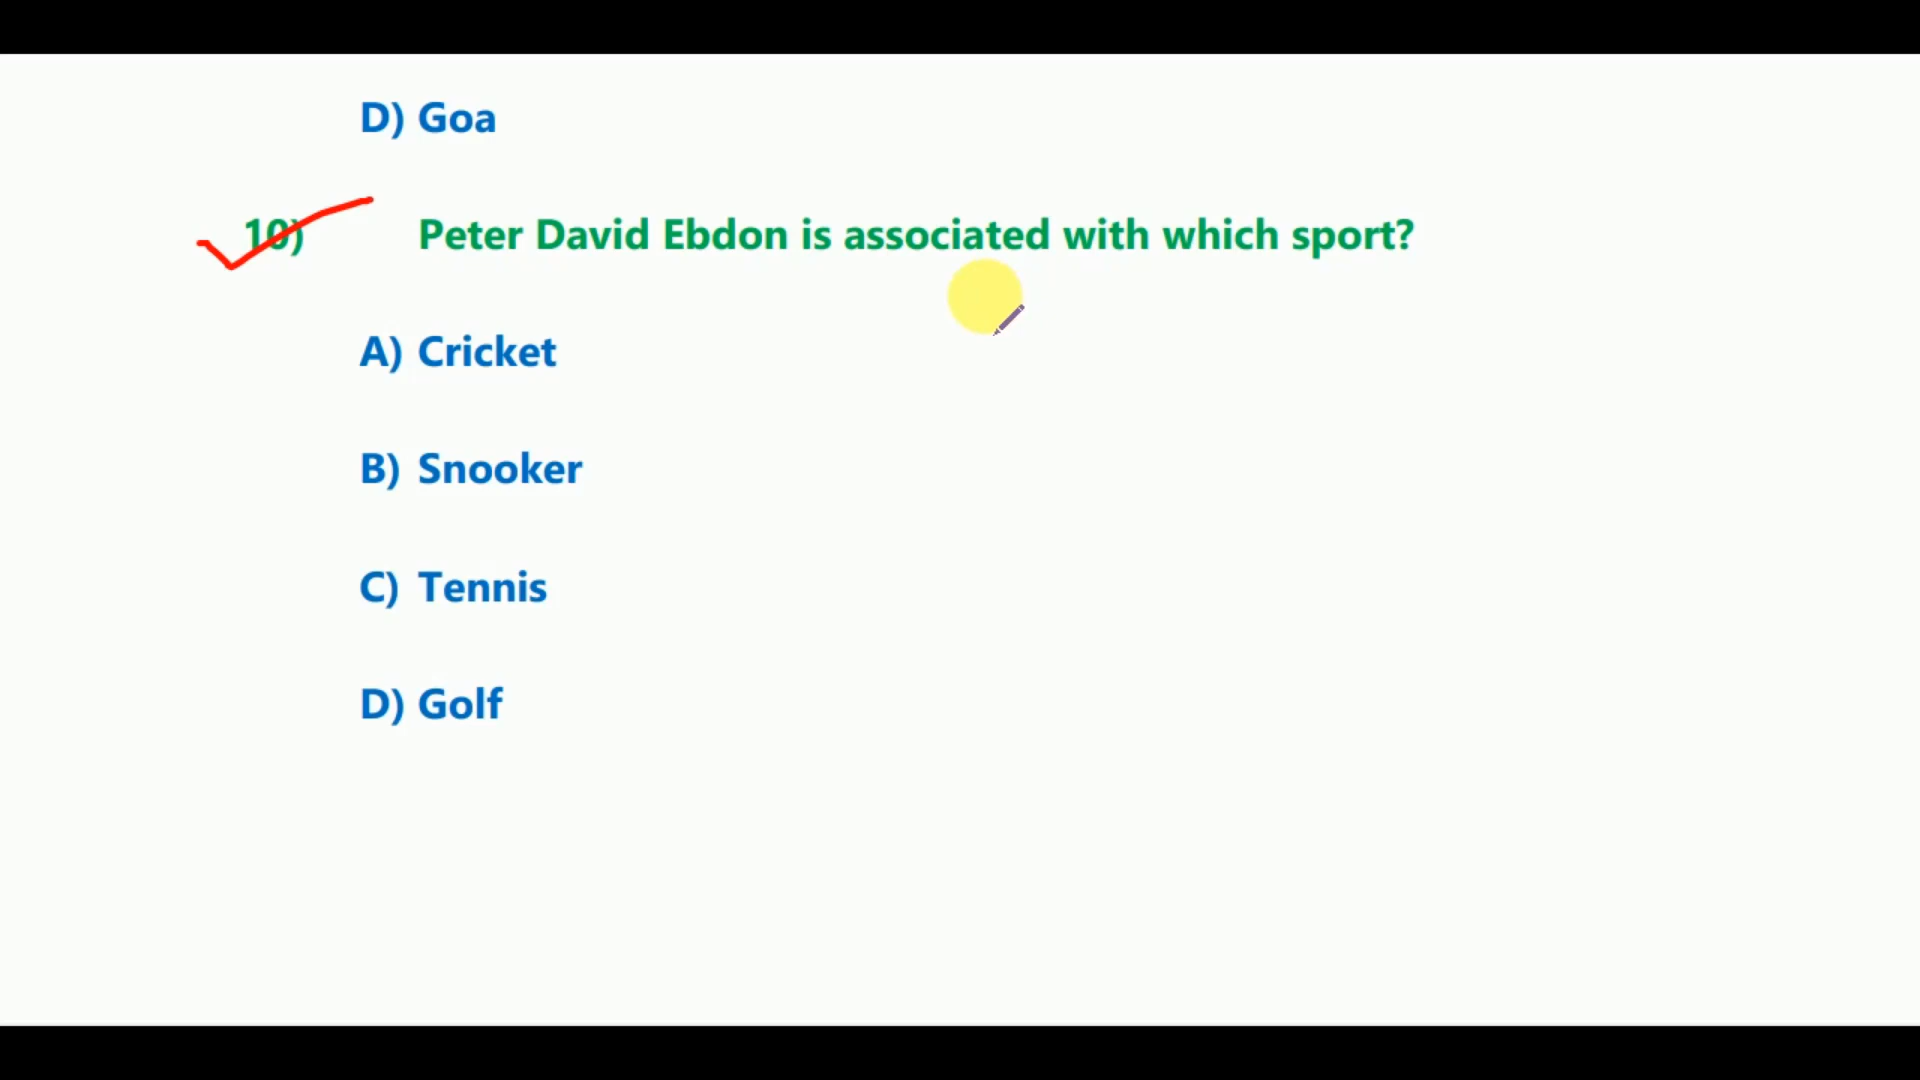 D) Goa
10) Peter David Ebdon is associated with which sport?
A) Cricket
B) Snooker
C) Tennis
D) Golf